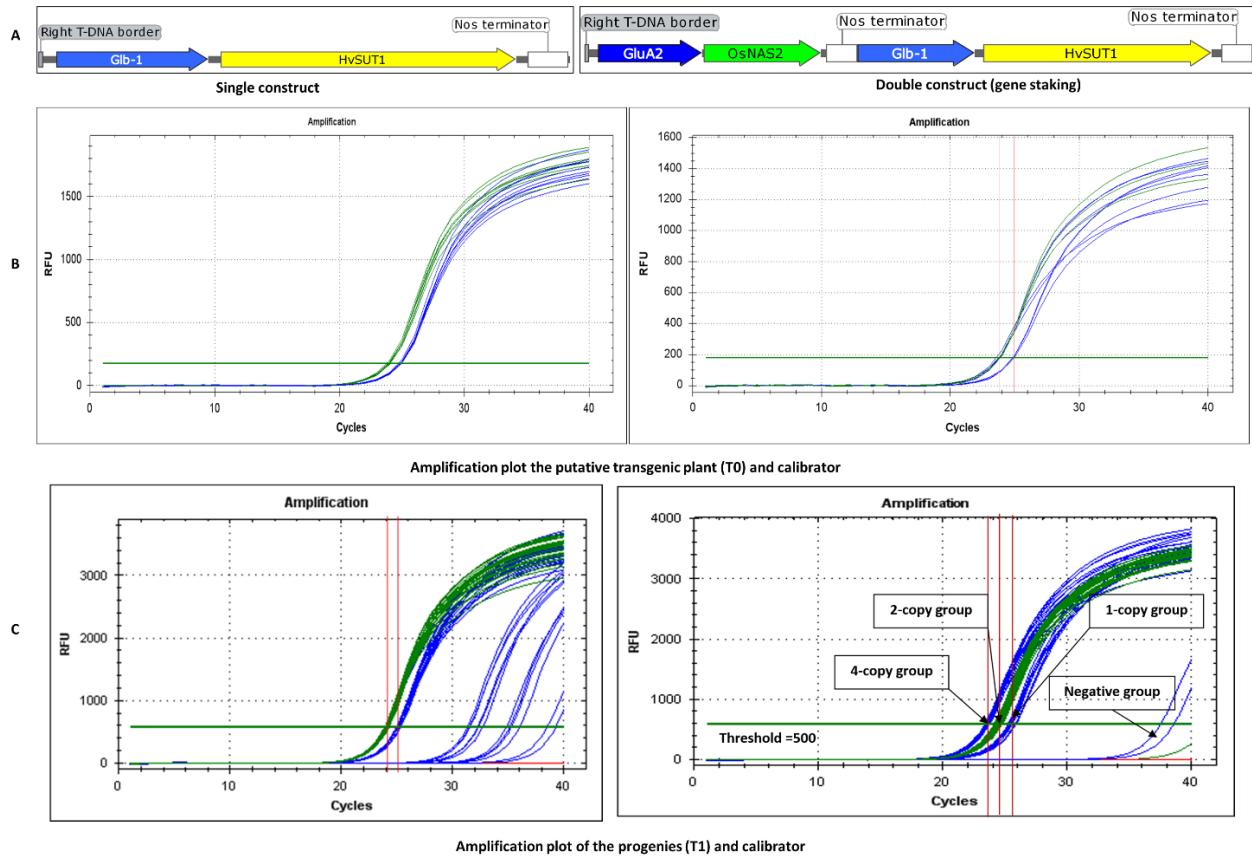 A
Right T-DNA border
Glb-1
HvSUT1
Nos terminator
Single construct
Right T-DNA border
GluA2
OsNAS2
Nos terminator
Glb-1
HvSUT1
Nos terminator
Double construct (gene staking)
B
Amplification
RFU
1500
1000
500
0
0 10 20 30 40
Cycles
Amplification
RFU
1600
1400
1200
1000
800
600
400
200
0
0 10 20 30 40
Cycles
Amplification plot the putative transgenic plant (T0) and calibrator
C
Amplification
RFU
3000
2000
1000
0
0 10 20 30 40
Cycles
Amplification
RFU
4000
3000
2000
1000
0
2-copy group
1-copy group
4-copy group
Negative group
Threshold =500
0 10 20 30 40
Cycles
Amplification plot of the progenies (T1) and calibrator